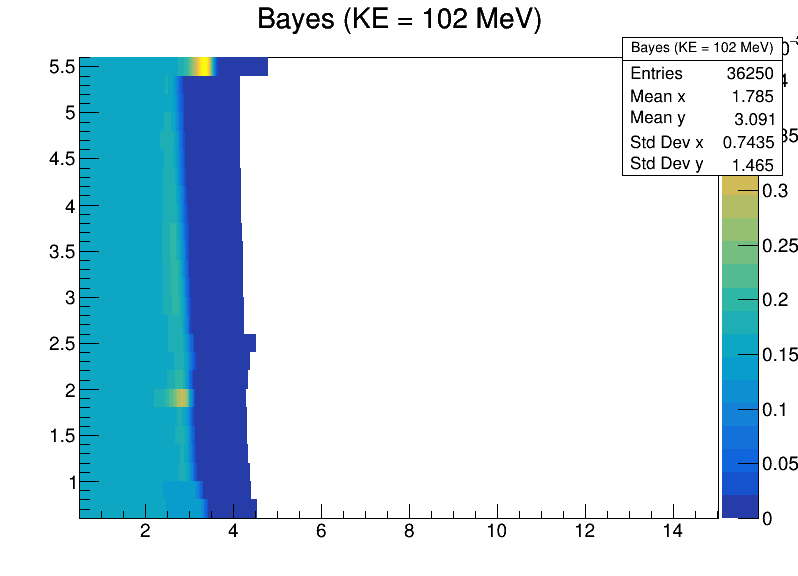 Bayes (KE = 102 MeV)
Bayes (KE = 102 MeV)
Entries 36250
Mean x 1.785
Mean y 3.091
Std Dev x 0.7435
Std Dev y 1.465
5.5
5
4.5
4
3.5
3
2.5
2
1.5
1
0.3
0.25
0.2
0.15
0.1
0.05
0
2 4 6 8 10 12 14